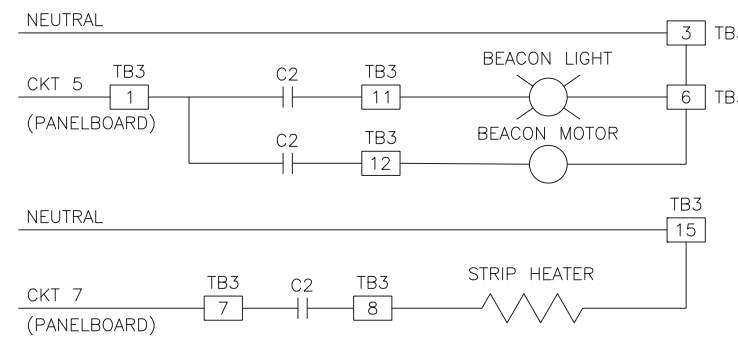 NEUTRAL
3 TB
BEACON LIGHT
CKT 5 TB3 C2 TB3
1 11 6 TB
(PANELBOARD)
BEACON MOTOR
C2 TB3
12
NEUTRAL TB3
15
STRIP HEATER
CKT 7 TB3 C2 TB3
7 8
(PANELBOARD)